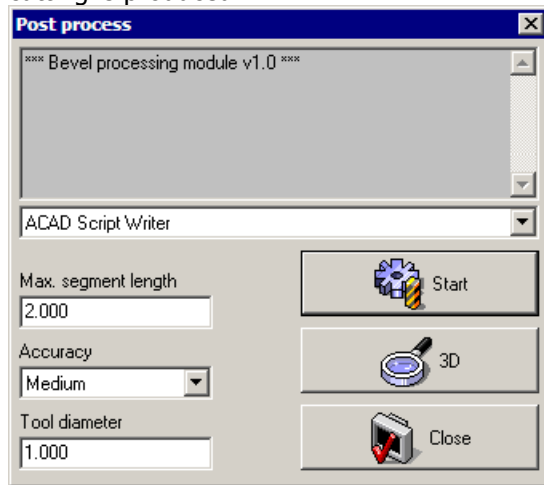 Post process
*** Bevel processing module v1.0 ***
ACAD Script Writer
Max. segment length
2.000
Start
Accuracy
Medium
3D
Tool diameter
1.000
Close